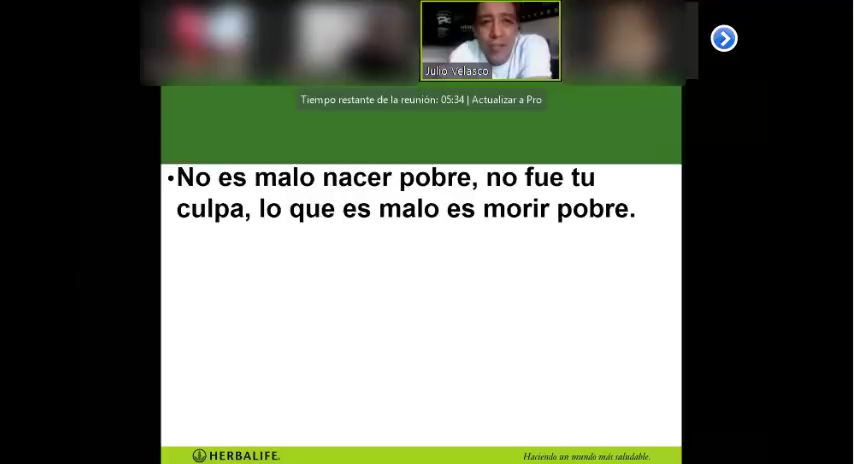 Julio Velasco
Tiempo restante de la reunión: 05:34 | Actualizar a Pro
•No es malo nacer pobre, no fue tu
culpa, lo que es malo es morir pobre.
HERBALIFE.
Haciendo un mundo más saludable.